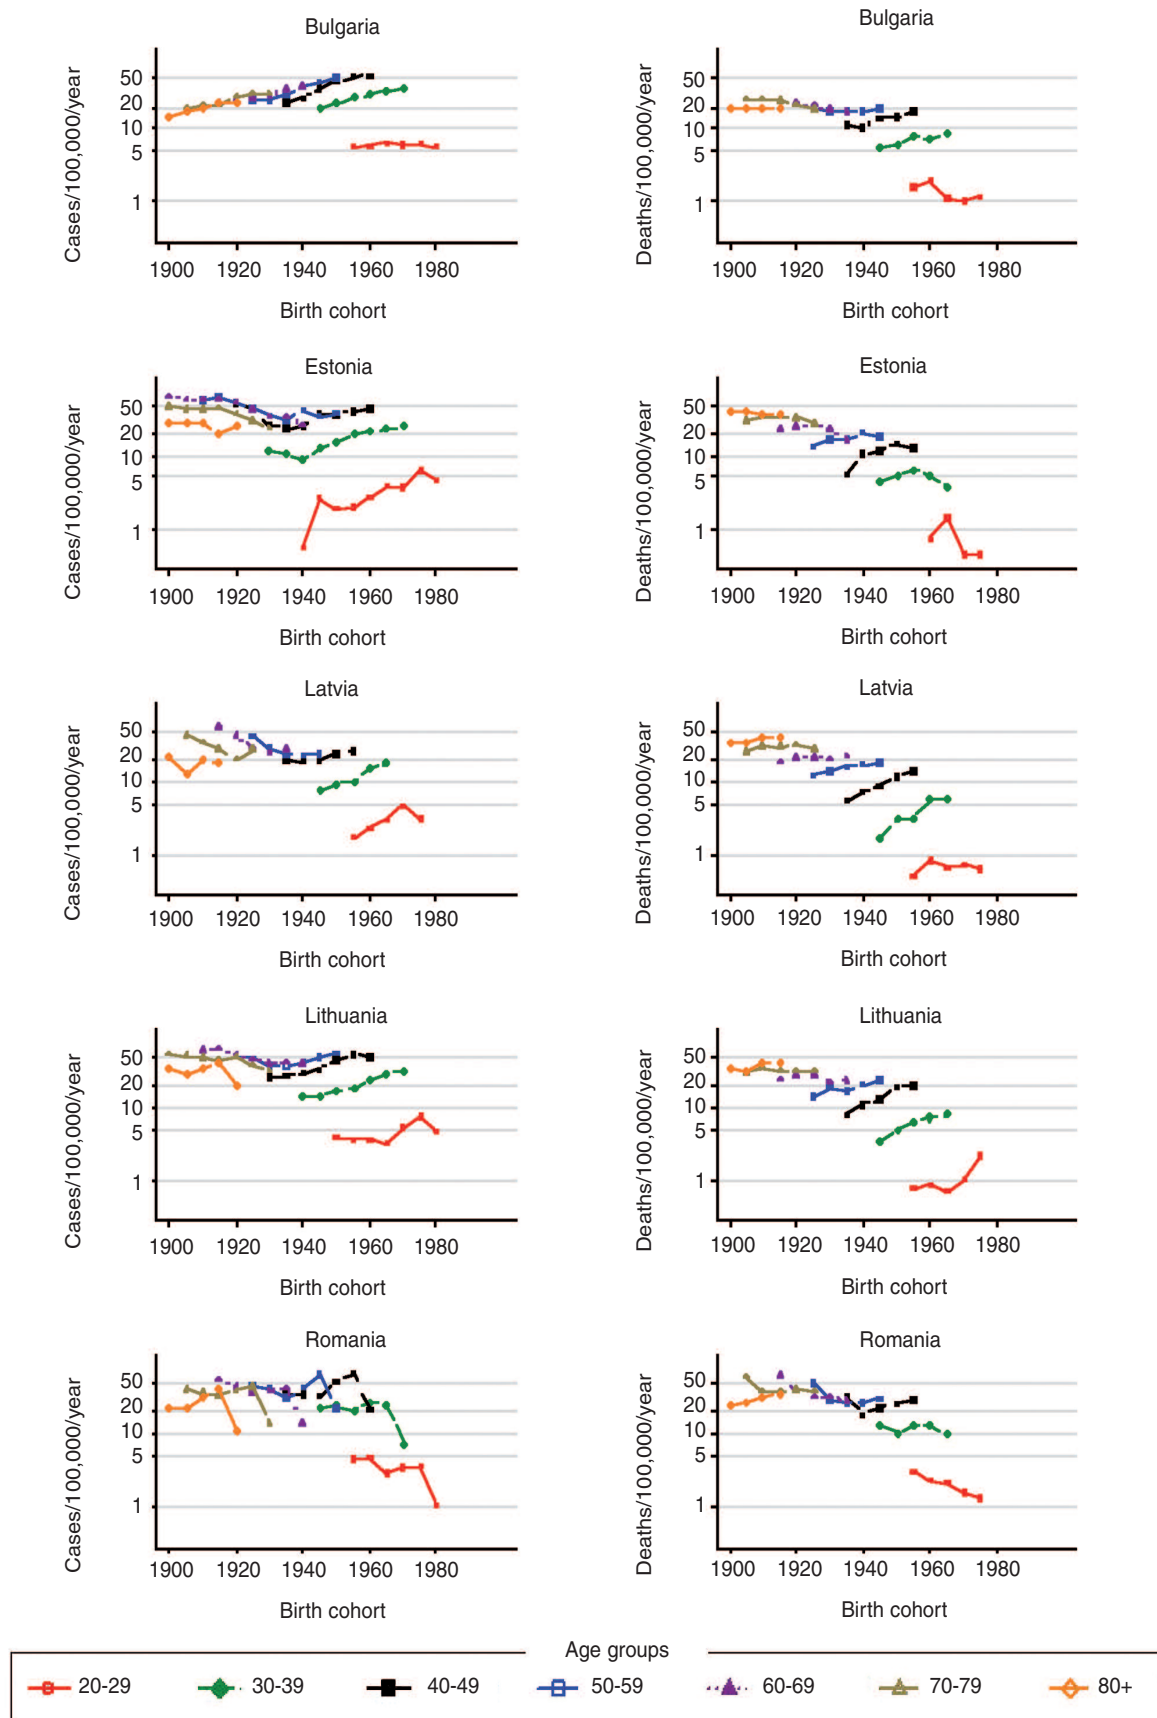 Bulgaria
Cases/100,000/year
50
20
10
5
1
1900 1920 1940 1960 1980
Birth cohort
Bulgaria
Deaths/100,000/year
50
20
10
5
1
1900 1920 1940 1960 1980
Birth cohort
Estonia
Cases/100,000/year
50
20
10
5
1
1900 1920 1940 1960 1980
Birth cohort
Estonia
Deaths/100,000/year
50
20
10
5
1
1900 1920 1940 1960 1980
Birth cohort
Latvia
Cases/100,000/year
50
20
10
5
1
1900 1920 1940 1960 1980
Birth cohort
Latvia
Deaths/100,000/year
50
20
10
5
1
1900 1920 1940 1960 1980
Birth cohort
Lithuania
Cases/100,000/year
50
20
10
5
1
1900 1920 1940 1960 1980
Birth cohort
Lithuania
Deaths/100,000/year
50
20
10
5
1
1900 1920 1940 1960 1980
Birth cohort
Romania
Cases/100,000/year
50
20
10
5
1
1900 1920 1940 1960 1980
Birth cohort
Romania
Deaths/100,000/year
50
20
10
5
1
1900 1920 1940 1960 1980
Birth cohort
Age groups
20-29 30-39 40-49 50-59 60-69 70-79 80+